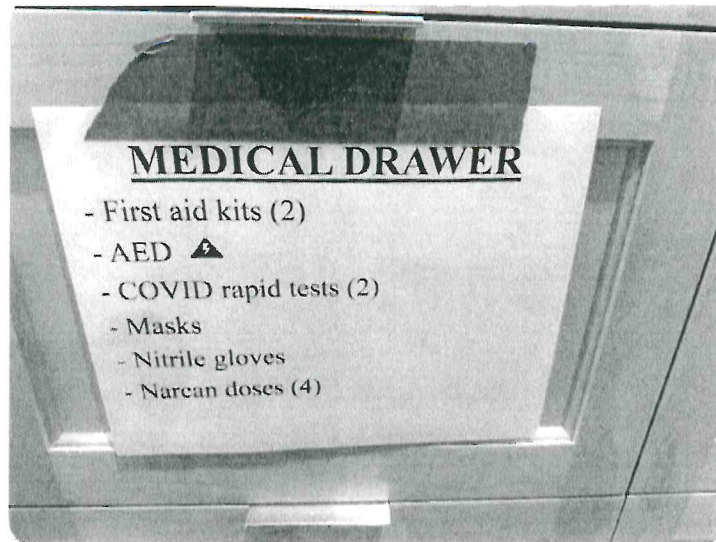 MEDICAL DRAWER
- First aid kits (2)
- AED
- COVID rapid tests (2)
- Masks
- Nitrile gloves
- Narcan doses (4)